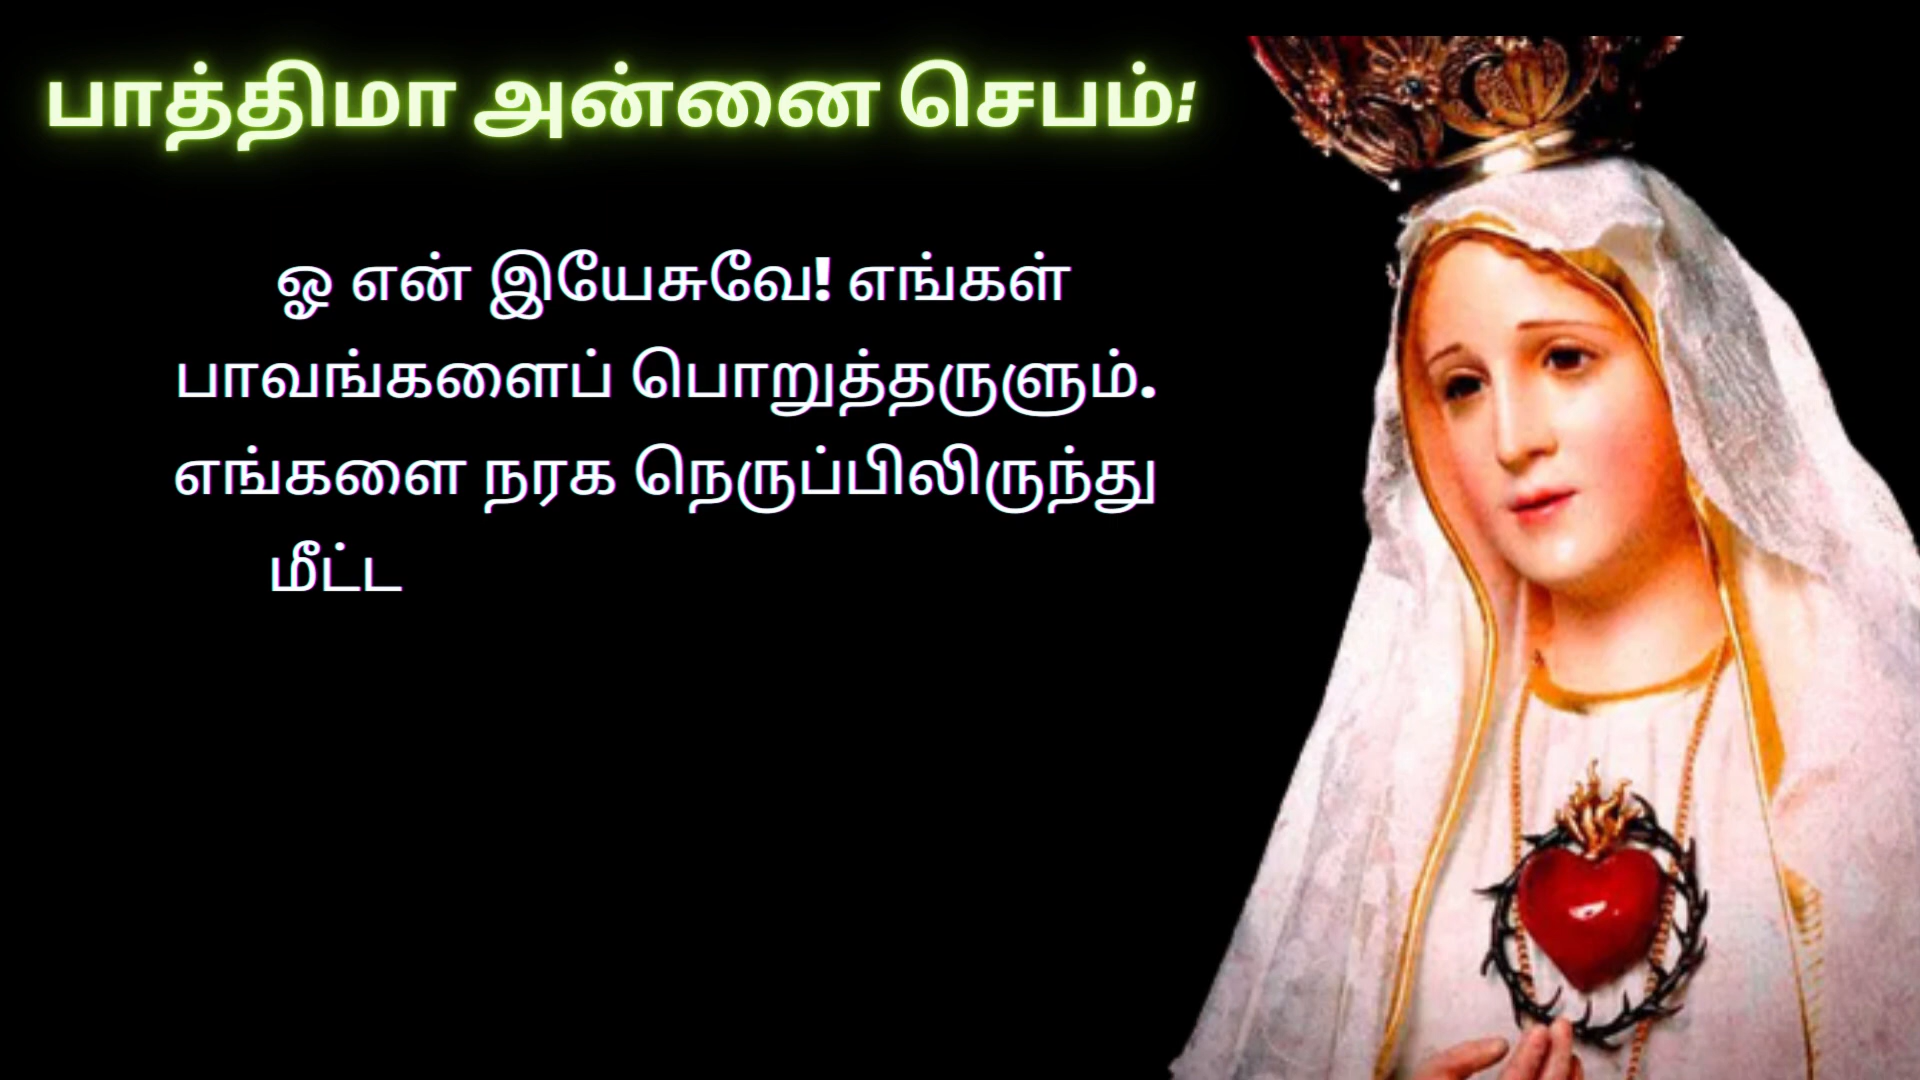 பாத்திமா அன்னை செபம்:
ஓ என் இயேசுவே! எங்கள்
பாவங்களைப் பொறுத்தருளும்.
எங்களை நரக நெருப்பிலிருந்து
மீட்ட